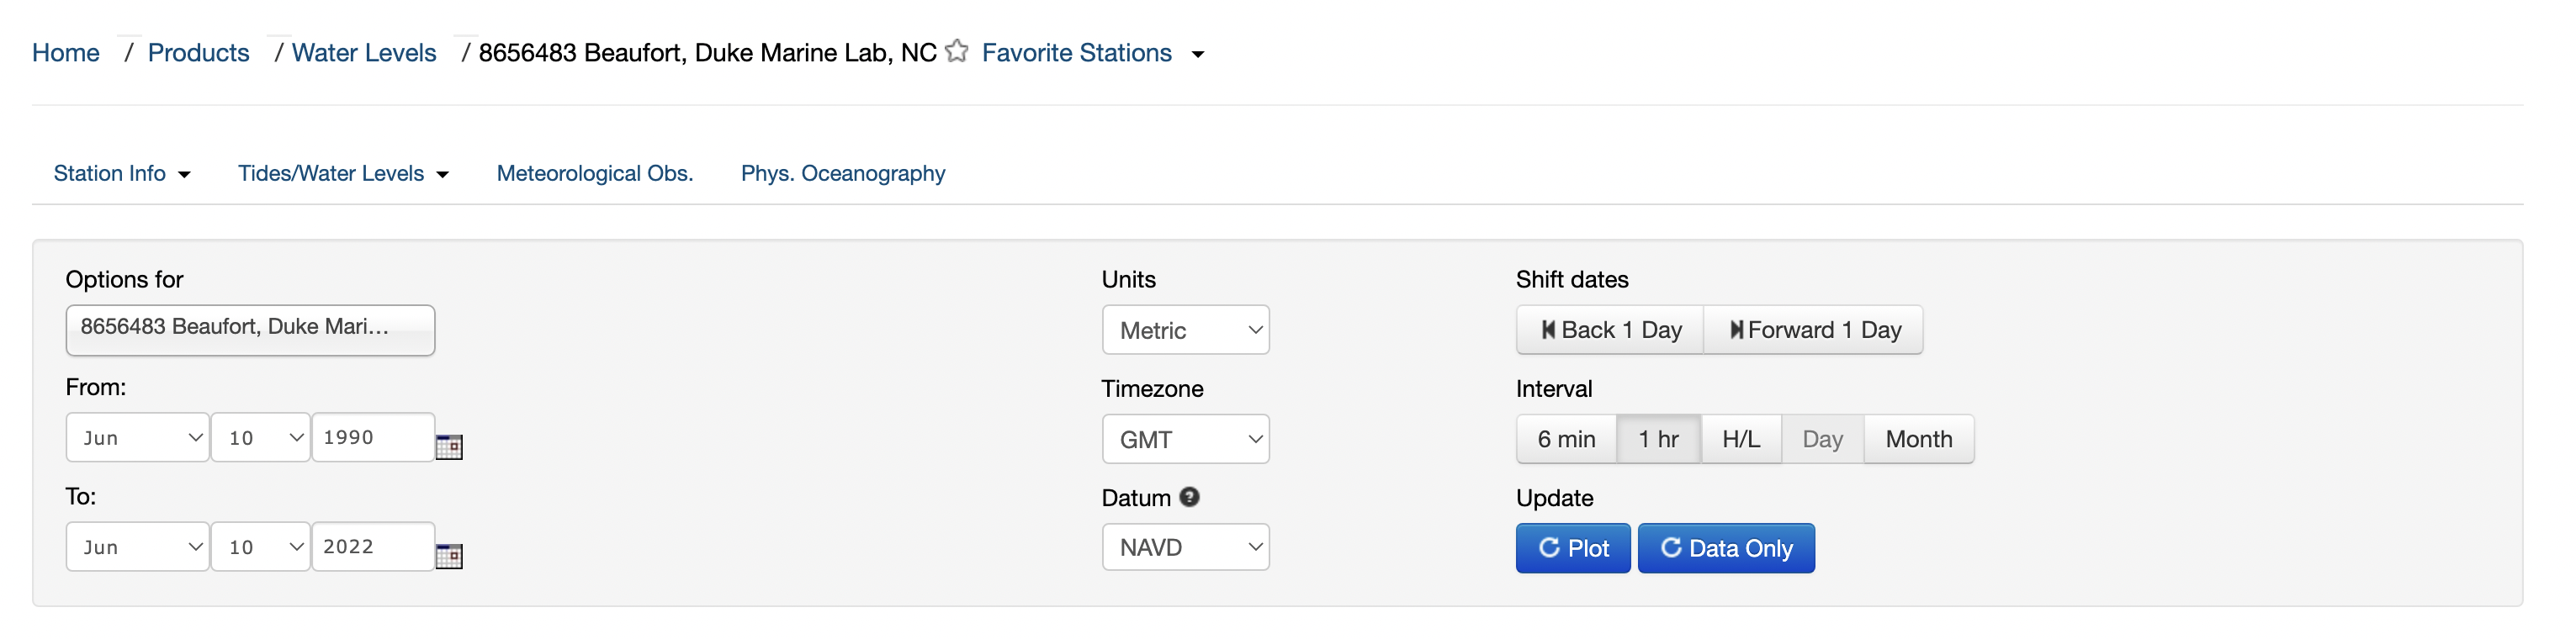 Home / Products / Water Levels / 8656483 Beaufort, Duke Marine Lab, NC Favorite Stations
Station Info Tides/Water Levels Meteorological Obs. Phys. Oceanography
Options for Units Shift dates
8656483 Beaufort, Duke Mari... Metric Back 1 Day Forward 1 Day
From: Timezone Interval
Jun 10 1990 GMT 6 min 1 hr H/L Day Month
To: Datum ? Update
Jun 10 2022 NAVD Plot Data Only